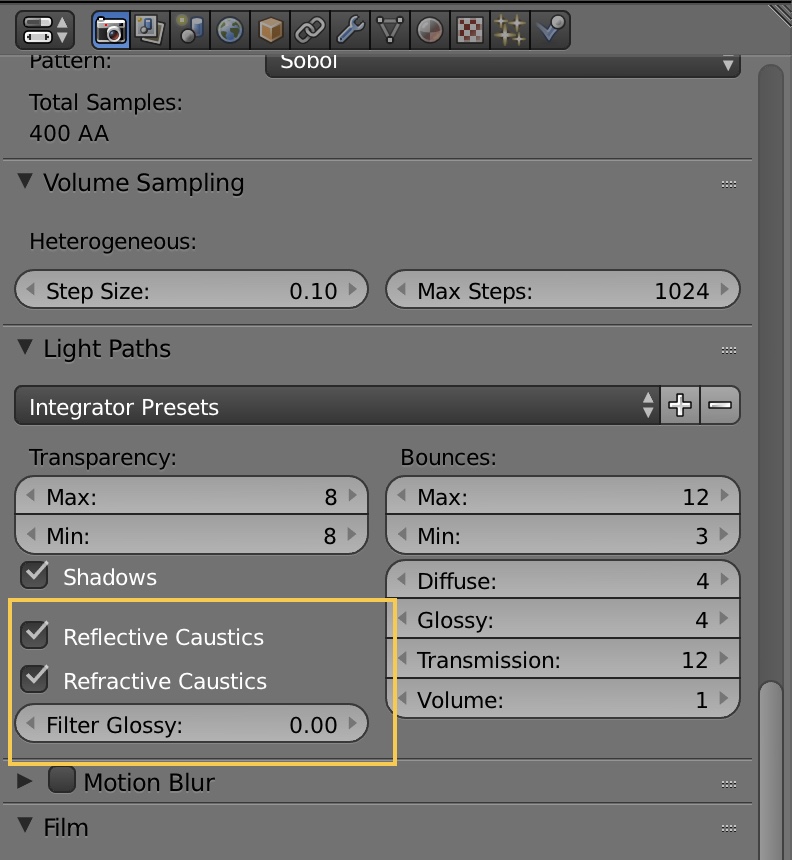 Pattern: Sobol
Total Samples:
400 AA
Volume Sampling
Heterogeneous:
Step Size: 0.10 Max Steps: 1024
Light Paths
Integrator Presets
Transparency: Bounces:
Max: 8 Max: 12
Min: 8 Min: 3
Shadows Diffuse: 4
Glossy: 4
Reflective Caustics
Transmission: 12
Refractive Caustics
Volume: 1
Filter Glossy: 0.00
Motion Blur
Film